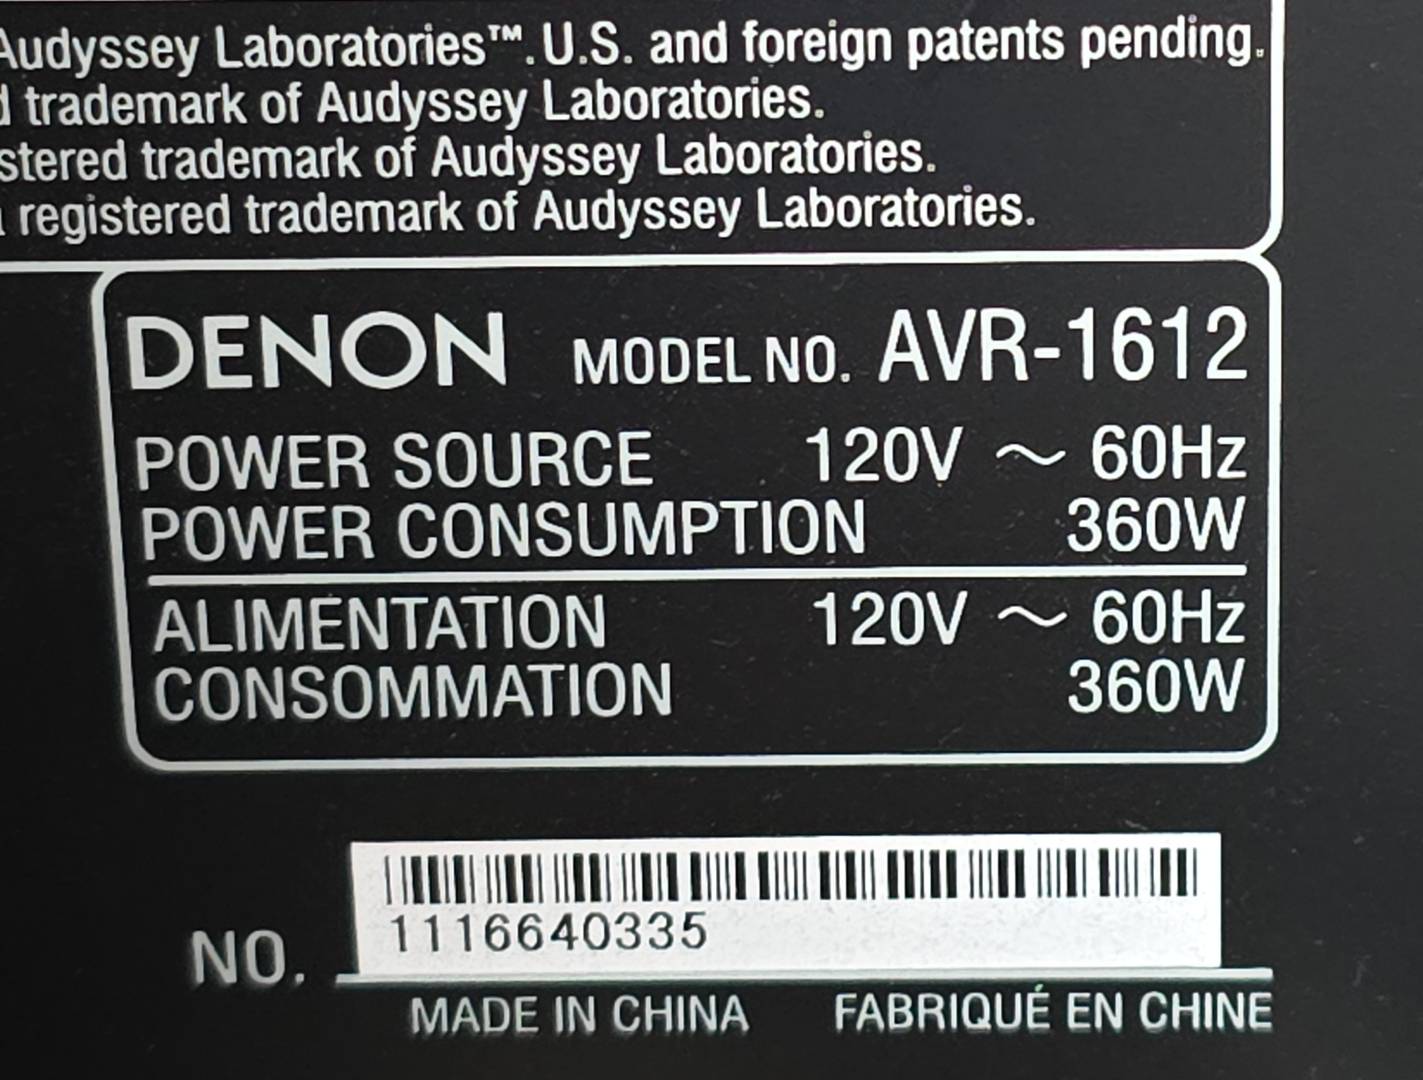 Audyssey Laboratories™. U.S. and foreign patents pending.
trademark of Audyssey Laboratories.
stered trademark of Audyssey Laboratories.
registered trademark of Audyssey Laboratories.
DENON MODEL NO. AVR-1612
POWER SOURCE 120V ~ 60Hz
POWER CONSUMPTION 360W
ALIMENTATION 120V ~ 60Hz
CONSOMMATION 360W
NO. 1116640335
MADE IN CHINA FABRIQUÉ EN CHINE